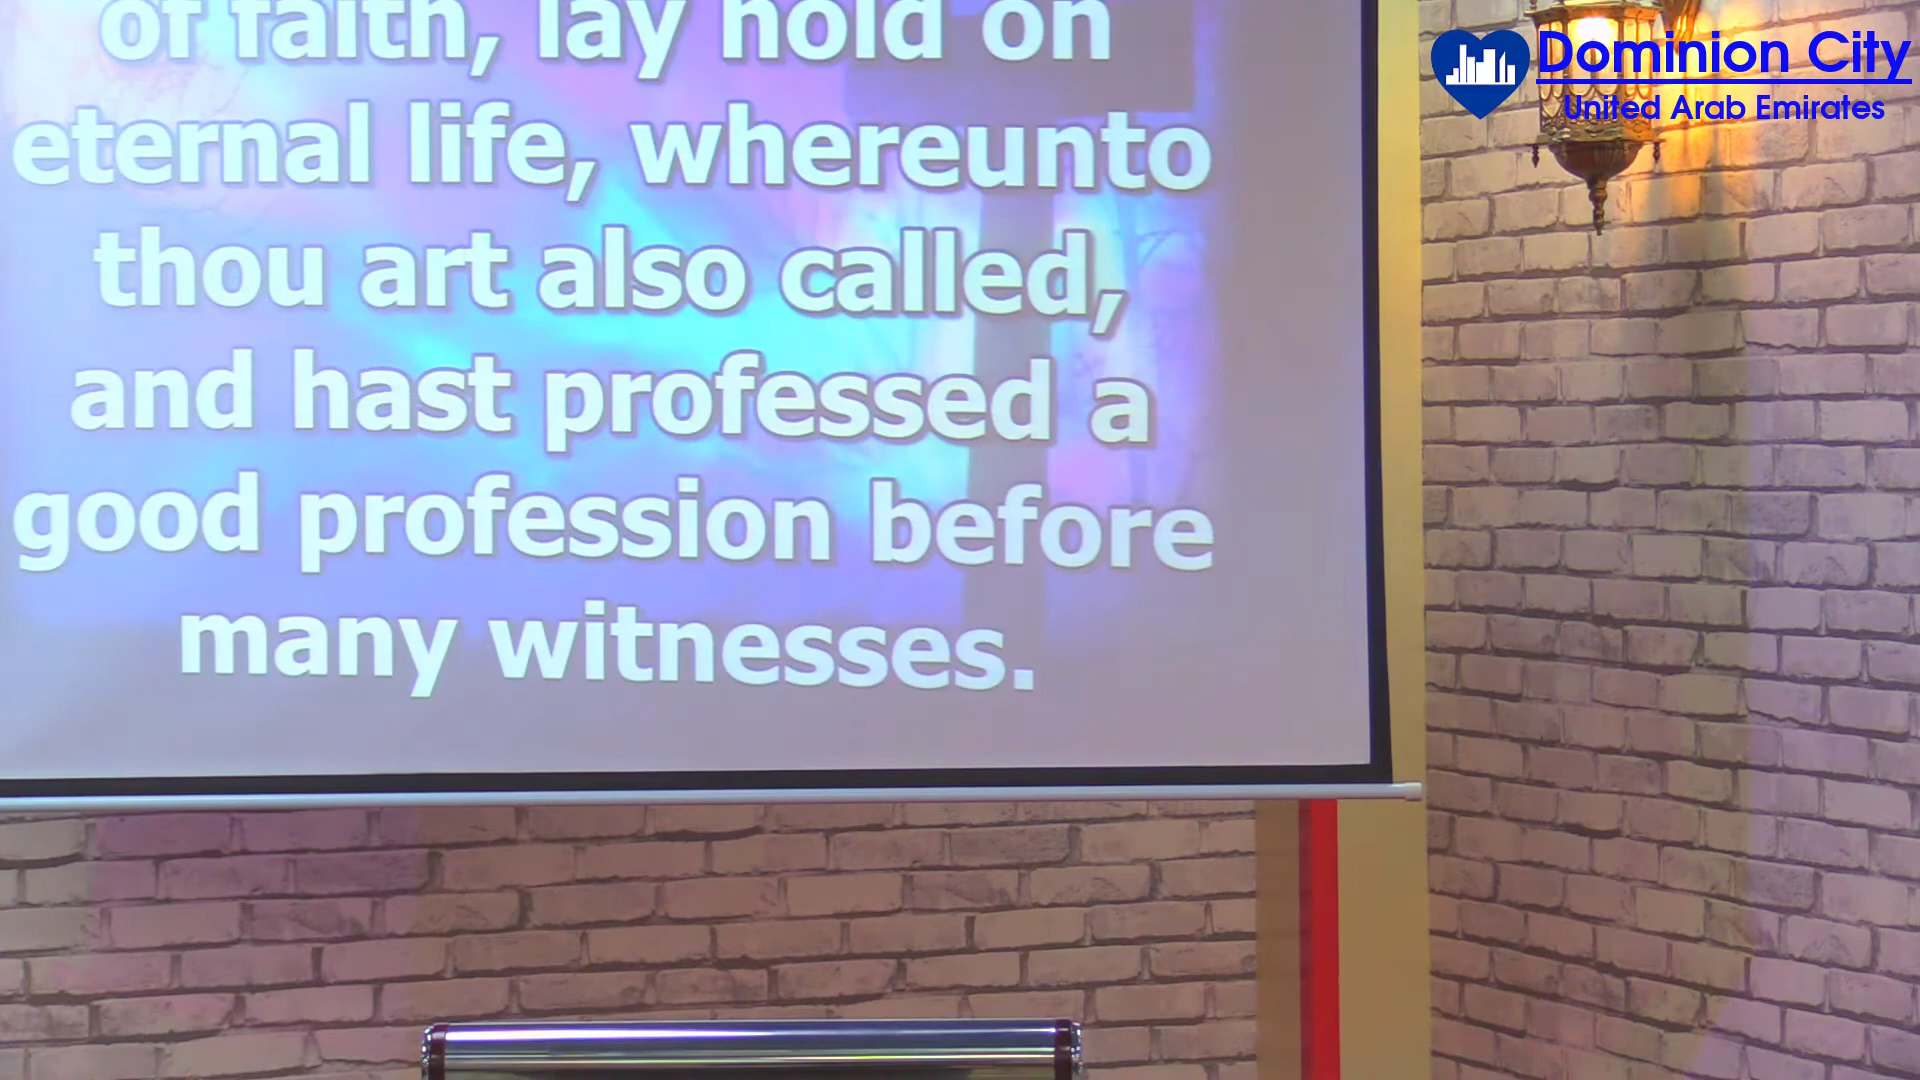 of faith, lay hold on
eternal life, whereunto
thou art also called,
and hast professed a
good profession before
many witnesses.
Dominion City
United Arab Emirates